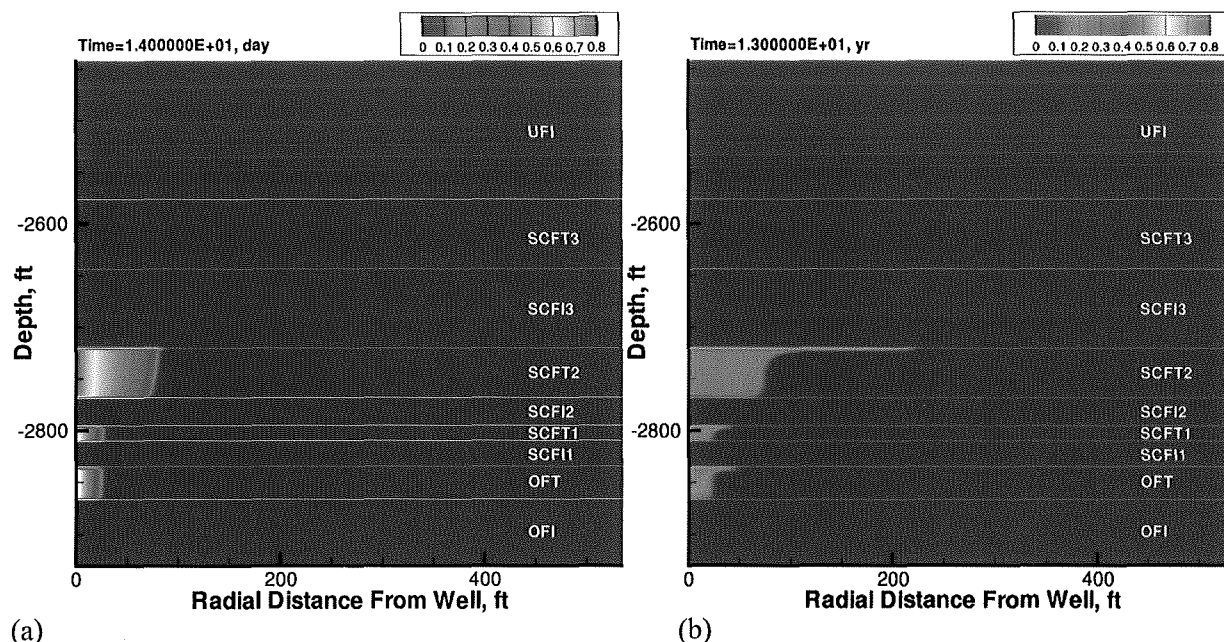 Time=1.400000E+01, day
0 0.1 0.2 0.3 0.4 0.5 0.6 0.7 0.8
UFI
-2600
SCFT3
SCFI3
SCFT2
SCFI2
-2800
SCFT1
SCFI1
OFT
OFI
Depth, ft
0 200 400
Radial Distance From Well, ft
(a)
Time=1.300000E+01, yr
0 0.1 0.2 0.3 0.4 0.5 0.6 0.7 0.8
UFI
-2600
SCFT3
SCFI3
SCFT2
SCFI2
-2800
SCFT1
SCFI1
OFT
OFI
Depth, ft
0 200 400
Radial Distance From Well, ft
(b)